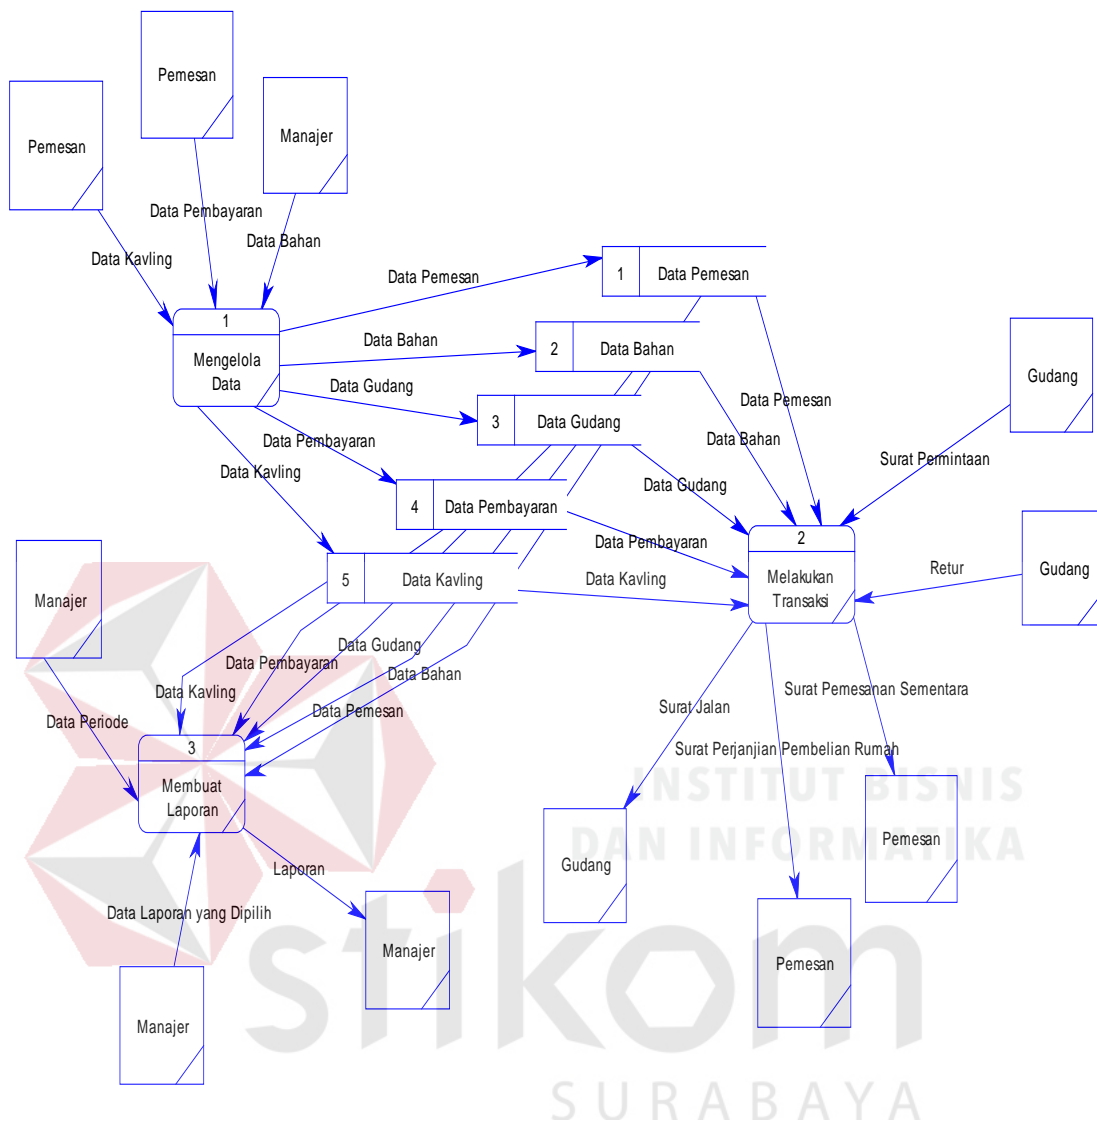 Pemesan
Pemesan
Manajer
Data Pembayaran
Data Bahan
Data Kavling
1
Mengelola
Data
Data Pemesan
1
Data Pemesan
Data Bahan
2
Data Bahan
Data Gudang
3
Data Gudang
Data Pembayaran
4
Data Pembayaran
Data Kavling
5
Data Kavling
Data Pemesan
Data Bahan
Data Gudang
Data Pembayaran
Data Kavling
Gudang
Surat Permintaan
2
Melakukan
Transaksi
Retur
Gudang
Manajer
Data Periode
Data Kavling
Data Pembayaran
Data Gudang
Data Bahan
Data Pemesan
3
Membuat
Laporan
Surat Jalan
Surat Pemesanan Sementara
Surat Perjanjian Pembelian Rumah
Gudang
Pemesan
Pemesan
Laporan
Manajer
Data Laporan yang Dipilih
Manajer
INSTITUT BISNIS
DAN INFORMATIKA
stikom
SURABAYA